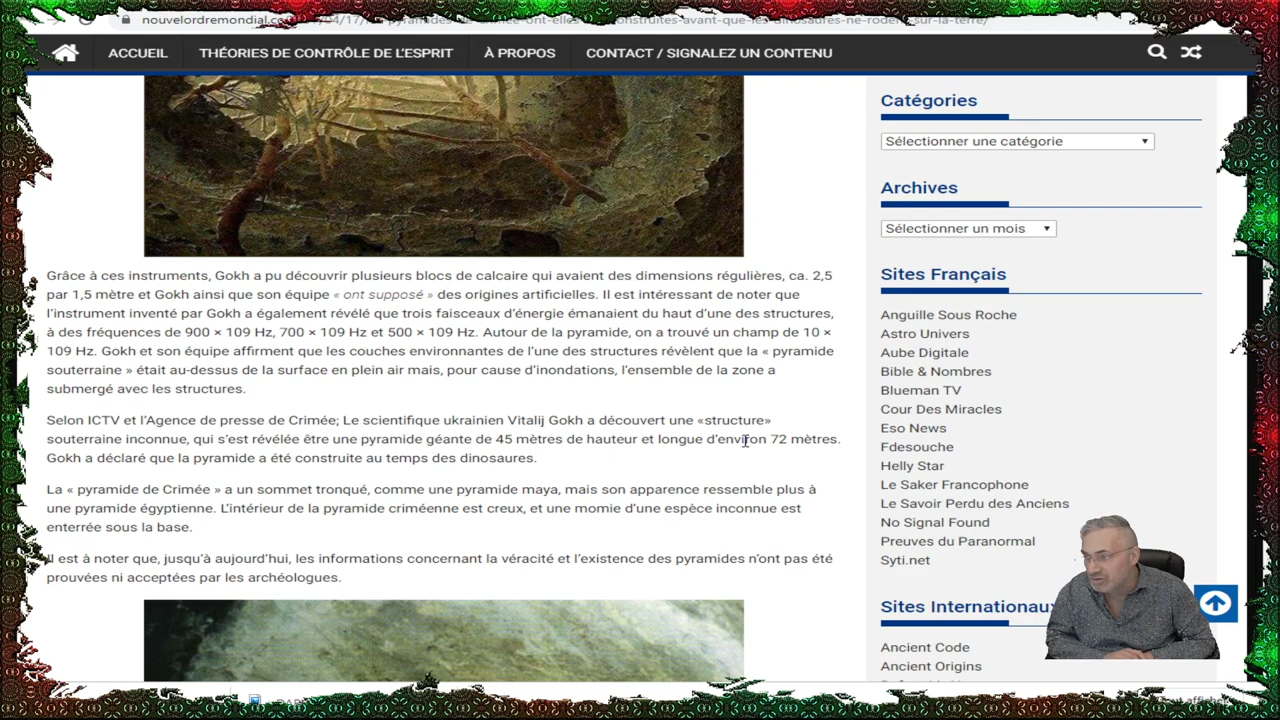 nouvelordremondial.
ACCUEIL
THÉORIES DE CONTRÔLE DE L'ESPRIT
À PROPOS
CONTACT / SIGNALEZ UN CONTENU
Grâce à ces instruments, Gokh a pu découvrir plusieurs blocs de calcaire qui avaient des dimensions régulières, ca. 2,5
par 1,5 mètre et Gokh ainsi que son équipe « ont supposé » des origines artificielles. Il est intéressant de noter que
l'instrument inventé par Gokh a également révélé que trois faisceaux d'énergie émanaient du haut d'une des structures,
à des fréquences de 900 × 109 Hz, 700 × 109 Hz et 500 × 109 Hz. Autour de la pyramide, on a trouvé un champ de 10 ×
109 Hz. Gokh et son équipe affirment que les couches environnantes de l'une des structures révèlent que la « pyramide
souterraine » était au-dessus de la surface en plein air mais, pour cause d'inondations, l'ensemble de la zone a
submergé avec les structures.
Selon ICTV et l'Agence de presse de Crimée; Le scientifique ukrainien Vitalij Gokh a découvert une «structure»
souterraine inconnue, qui s'est révélée être une pyramide géante de 45 mètres de hauteur et longue d'environ 72 mètres.
Gokh a déclaré que la pyramide a été construite au temps des dinosaures.
La « pyramide de Crimée » a un sommet tronqué, comme une pyramide maya, mais son apparence ressemble plus à
une pyramide égyptienne. L'intérieur de la pyramide criméenne est creux, et une momie d'une espèce inconnue est
enterrée sous la base.
Il est à noter que, jusqu'à aujourd'hui, les informations concernant la véracité et l'existence des pyramides n'ont pas été
prouvées ni acceptées par les archéologues.
Catégories
Sélectionner une catégorie
Archives
Sélectionner un mois
Sites Français
Anguille Sous Roche
Astro Univers
Aube Digitale
Bible & Nombres
Blueman TV
Cour Des Miracles
Eso News
Fdesouche
Helly Star
Le Saker Francophone
Le Savoir Perdu des Anciens
No Signal Found
Preuves du Paranormal
Syti.net
Sites Internationaux
Ancient Code
Ancient Origins